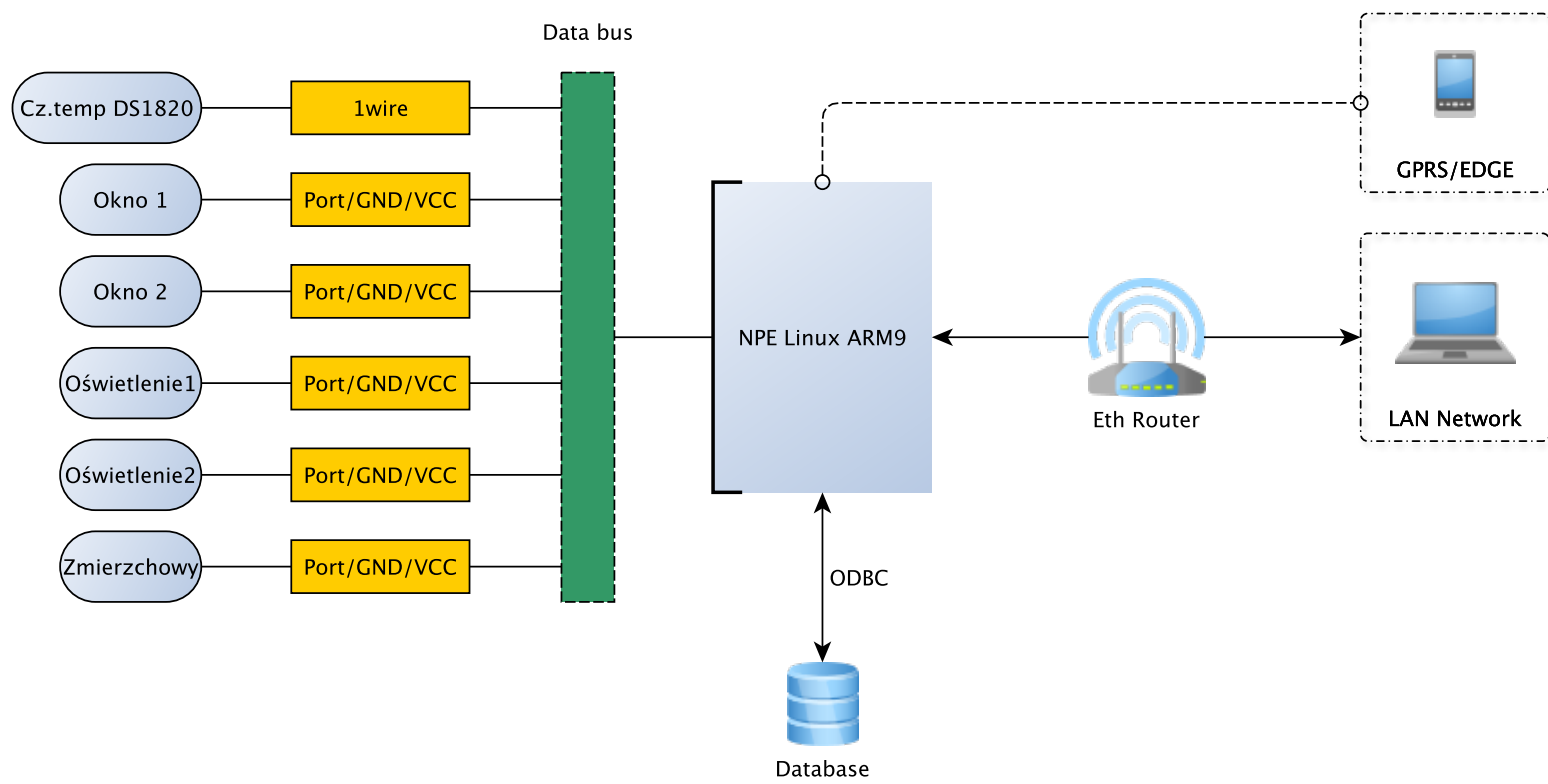 Data bus
Cz.temp DS1820
1wire
Okno 1
Port/GND/VCC
Okno 2
Port/GND/VCC
Oświetlenie1
Port/GND/VCC
Oświetlenie2
Port/GND/VCC
Zmierzchowy
Port/GND/VCC
NPE Linux ARM9
GPRS/EDGE
Eth Router
LAN Network
ODBC
Database